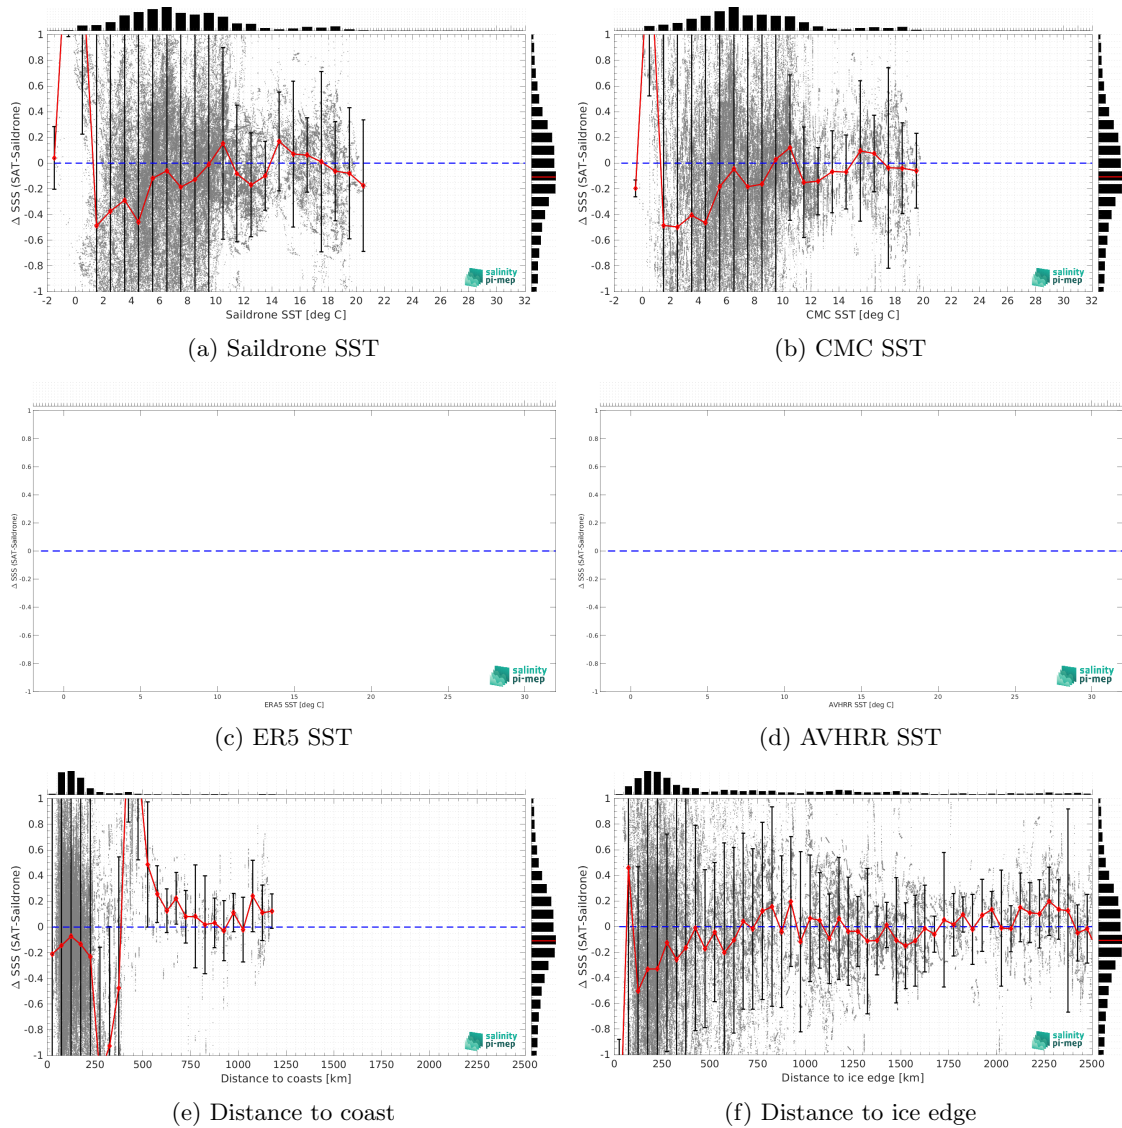 1
0.8
0.6
0.4
0.2
0
-0.2
-0.4
-0.6
-0.8
-1
Δ SSS (SAT-Saildrone)
-2 0 2 4 6 8 10 12 14 16 18 20 22 24 26 28 30 32
Saildrone SST [deg C]
salinity
pi-mep
(a) Saildrone SST
1
0.8
0.6
0.4
0.2
0
-0.2
-0.4
-0.6
-0.8
-1
Δ SSS (SAT-Saildrone)
-2 0 2 4 6 8 10 12 14 16 18 20 22 24 26 28 30 32
CMC SST [deg C]
salinity
pi-mep
(b) CMC SST
1
0.8
0.6
0.4
0.2
0
-0.2
-0.4
-0.6
-0.8
-1
Δ SSS (SAT-Saildrone)
0 5 10 15 20 25 30
ERA5 SST [deg C]
salinity
pi-mep
(c) ER5 SST
1
0.8
0.6
0.4
0.2
0
-0.2
-0.4
-0.6
-0.8
-1
Δ SSS (SAT-Saildrone)
0 5 10 15 20 25 30
AVHRR SST [deg C]
salinity
pi-mep
(d) AVHRR SST
1
0.8
0.6
0.4
0.2
0
-0.2
-0.4
-0.6
-0.8
-1
Δ SSS (SAT-Saildrone)
0 250 500 750 1000 1250 1500 1750 2000 2250 2500
Distance to coasts [km]
salinity
pi-mep
(e) Distance to coast
1
0.8
0.6
0.4
0.2
0
-0.2
-0.4
-0.6
-0.8
-1
Δ SSS (SAT-Saildrone)
0 250 500 750 1000 1250 1500 1750 2000 2250 2500
Distance to ice edge [km]
salinity
pi-mep
(f) Distance to ice edge